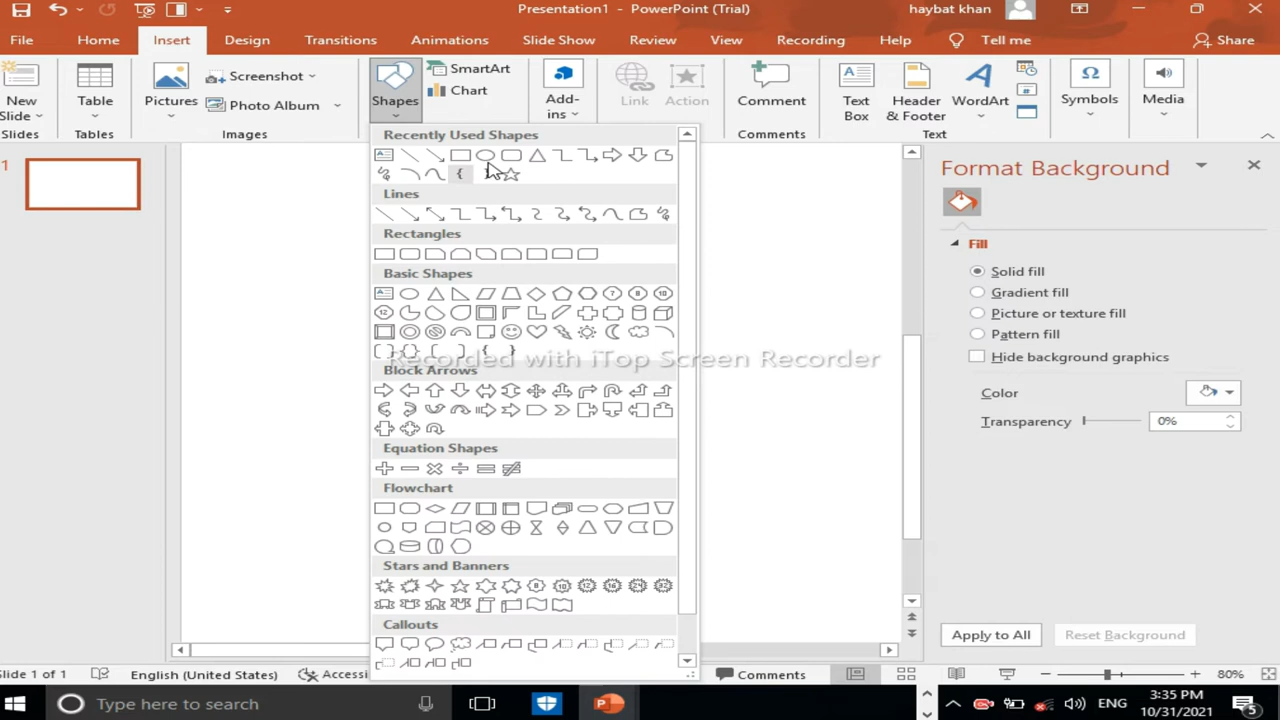 Presentation1 - PowerPoint (Trial)
haybat khan
File Home Insert Design Transitions Animations Slide Show Review View Recording Help Tell me Share
New Slide
Slides
Table
Tables
Pictures
Screenshot
Photo Album
Images
Shapes
SmartArt
Chart
Add-ins
Link
Action
Comment
Comments
Text Box
Header & Footer
WordArt
Text
Symbols
Media
1
Recently Used Shapes
Lines
Rectangles
Basic Shapes
Block Arrows
Equation Shapes
Flowchart
Stars and Banners
Callouts
Recorded with iTop Screen Recorder
Format Background
Fill
Solid fill
Gradient fill
Picture or texture fill
Pattern fill
Hide background graphics
Color
Transparency 0%
Apply to All Reset Background
Slide 1 of 1 English (United States) Accessi Comments 80%
Type here to search
ENG
3:35 PM
10/31/2021
5